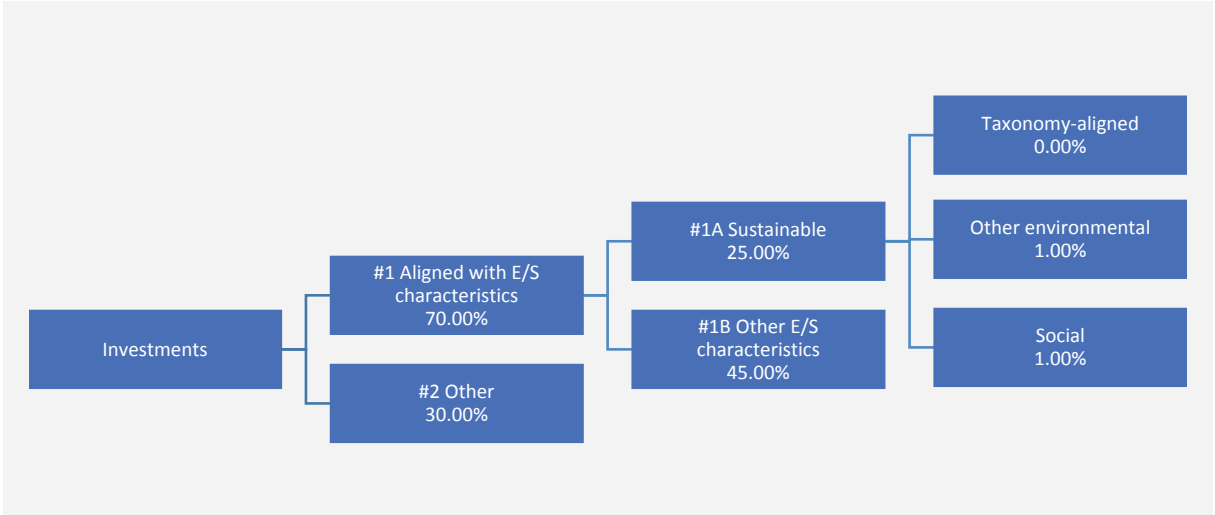 Investments
#1 Aligned with E/S
characteristics
70.00%
#2 Other
30.00%
#1A Sustainable
25.00%
#1B Other E/S
characteristics
45.00%
Taxonomy-aligned
0.00%
Other environmental
1.00%
Social
1.00%